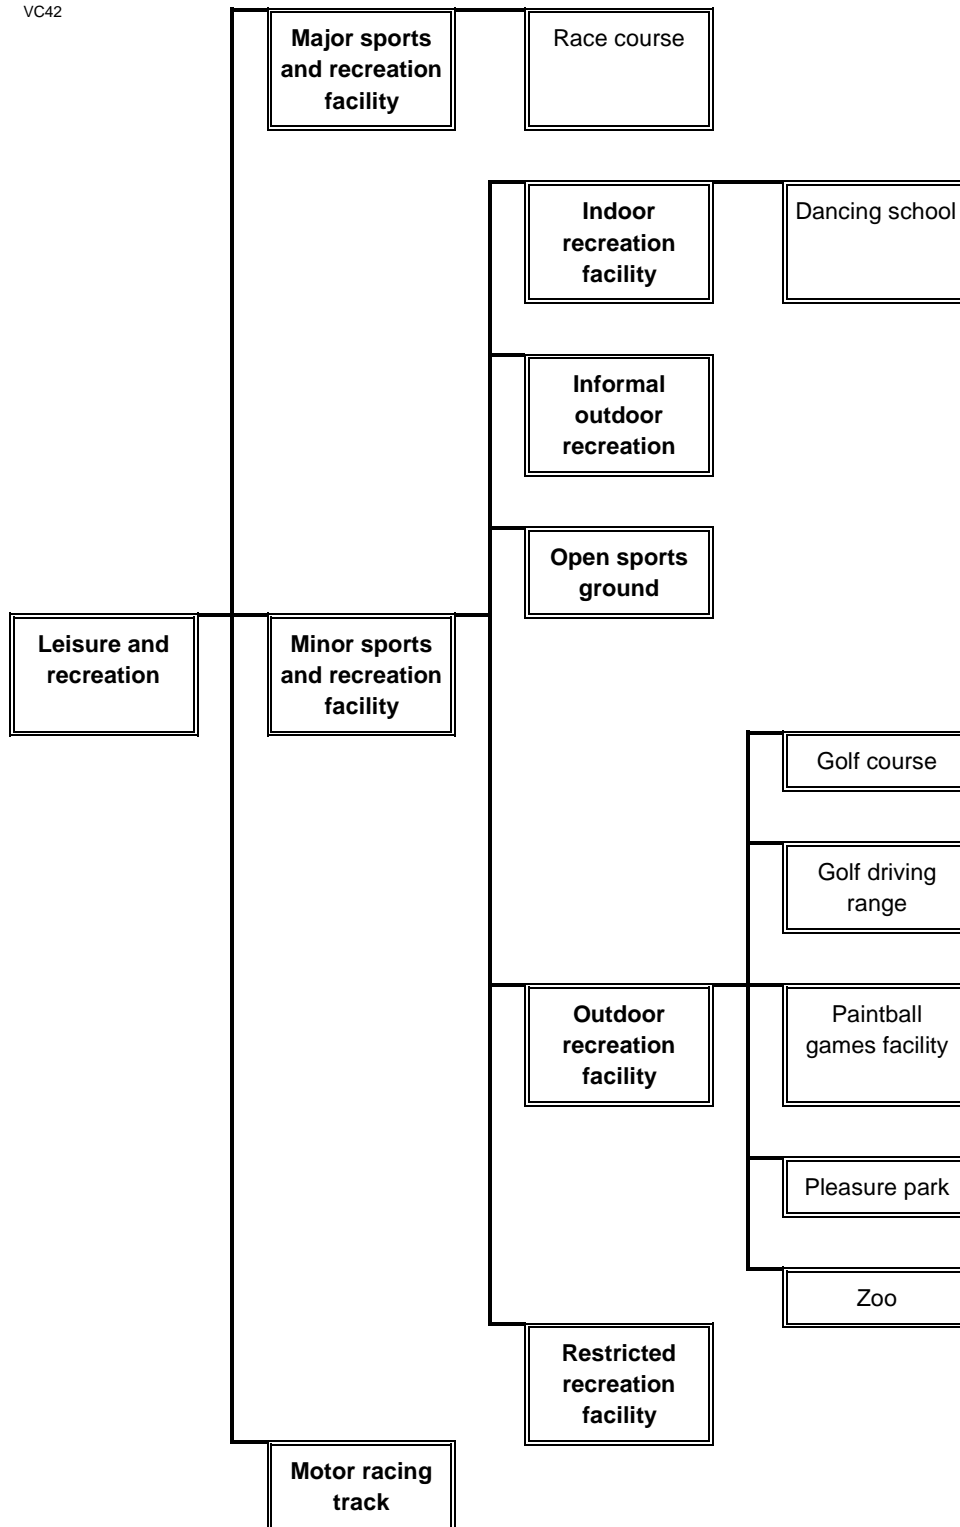 VC42
Major sports
and recreation
facility
Race course
Indoor
recreation
facility
Dancing school
Informal
outdoor
recreation
Open sports
ground
Leisure and
recreation
Minor sports
and recreation
facility
Golf course
Golf driving
range
Outdoor
recreation
facility
Paintball
games facility
Pleasure park
Zoo
Restricted
recreation
facility
Motor racing
track